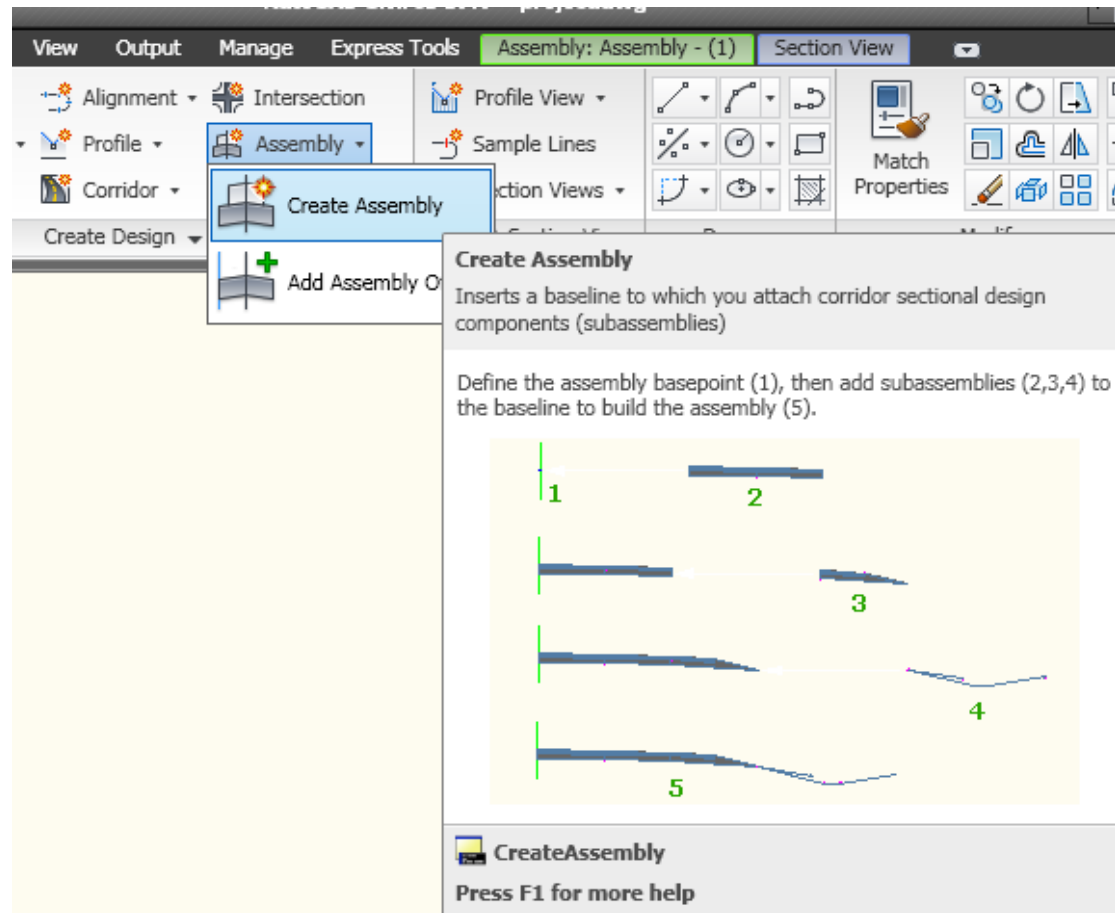 View Output Manage Express Tools Assembly: Assembly - (1) Section View
Alignment Intersection Profile View
Profile Assembly Sample Lines
Match
Properties
Corridor Create Assembly ction Views
Create Design
Add Assembly O
Create Assembly
Inserts a baseline to which you attach corridor sectional design
components (subassemblies)
Define the assembly basepoint (1), then add subassemblies (2,3,4) to
the baseline to build the assembly (5).
1 2
3
4
5
CreateAssembly
Press F1 for more help